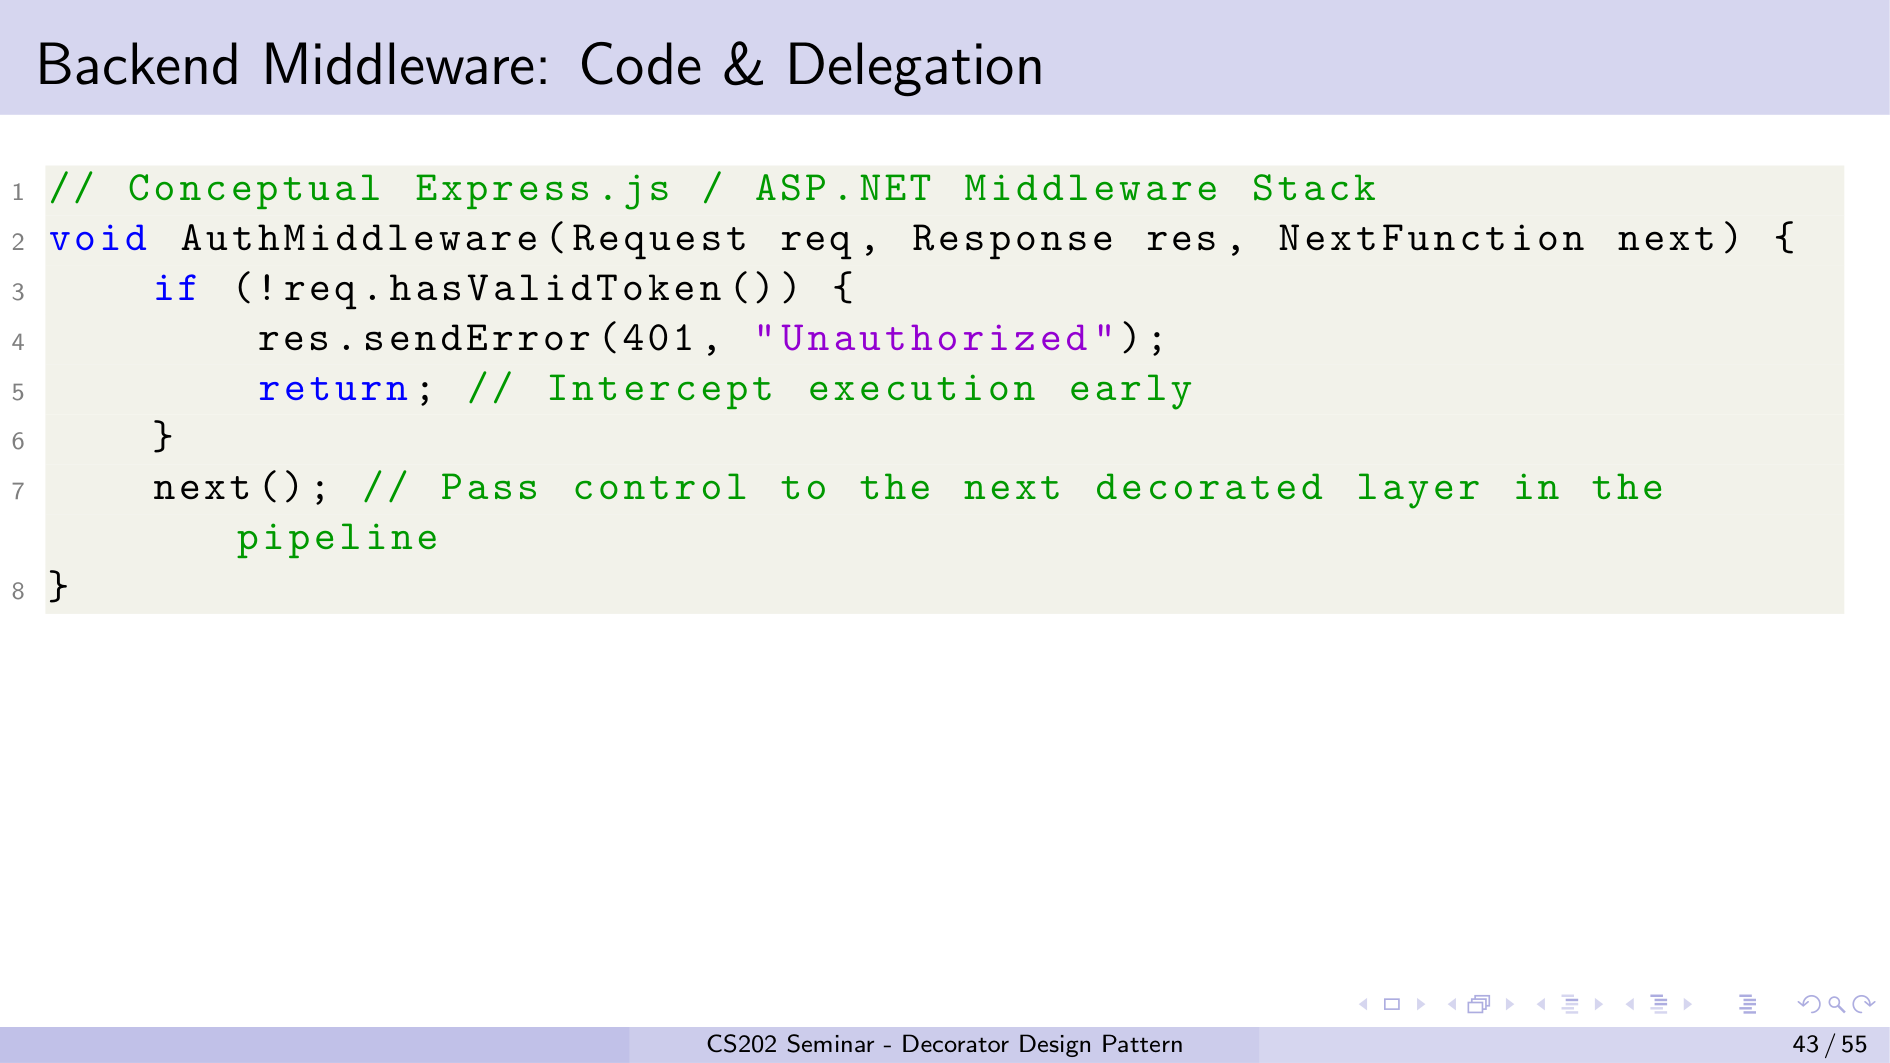 Backend Middleware: Code & Delegation
1 // Conceptual Express.js / ASP.NET Middleware Stack
2 void AuthMiddleware(Request req, Response res, NextFunction next) {
3     if (!req.hasValidToken()) {
4         res.sendError(401, "Unauthorized");
5         return; // Intercept execution early
6     }
7     next(); // Pass control to the next decorated layer in the
pipeline
8 }
CS202 Seminar - Decorator Design Pattern
43 / 55